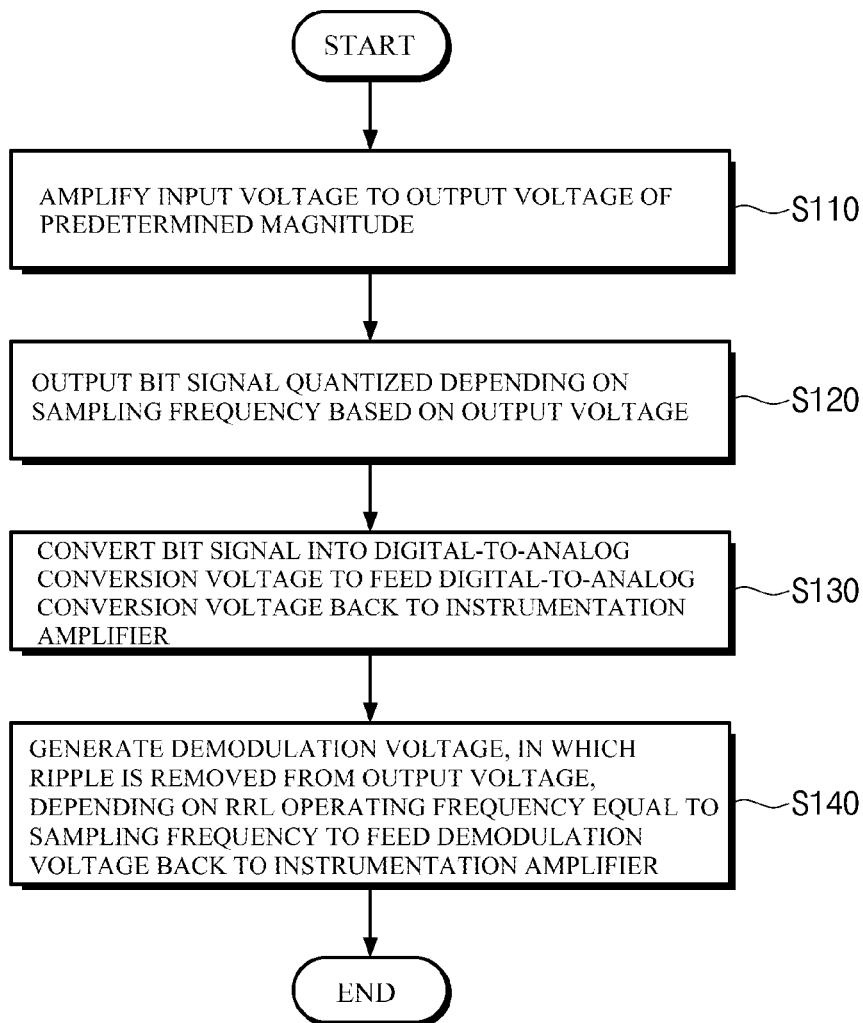 START
AMPLIFY INPUT VOLTAGE TO OUTPUT VOLTAGE OF
PREDETERMINED MAGNITUDE
S110
OUTPUT BIT SIGNAL QUANTIZED DEPENDING ON
SAMPLING FREQUENCY BASED ON OUTPUT VOLTAGE
S120
CONVERT BIT SIGNAL INTO DIGITAL-TO-ANALOG
CONVERSION VOLTAGE TO FEED DIGITAL-TO-ANALOG
CONVERSION VOLTAGE BACK TO INSTRUMENTATION
AMPLIFIER
S130
GENERATE DEMODULATION VOLTAGE, IN WHICH
RIPPLE IS REMOVED FROM OUTPUT VOLTAGE,
DEPENDING ON RRL OPERATING FREQUENCY EQUAL TO
SAMPLING FREQUENCY TO FEED DEMODULATION
VOLTAGE BACK TO INSTRUMENTATION AMPLIFIER
S140
END